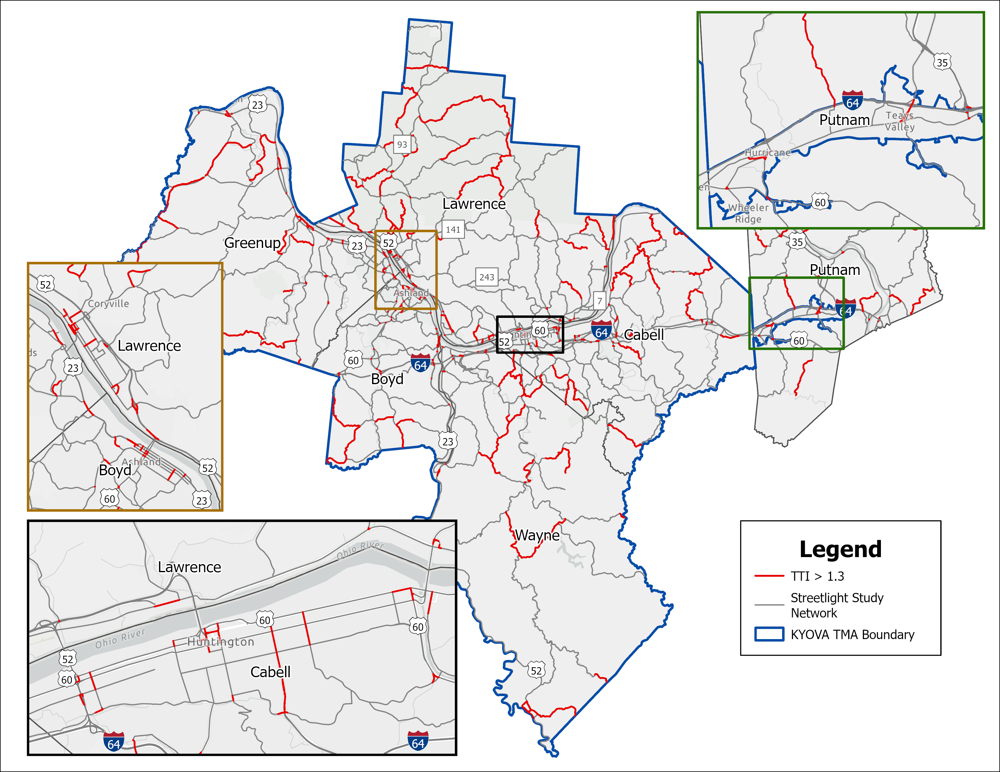 23
93
Lawrence
141
Greenup
23
52
243
Ashland
7
60
52
64
Cabell
60
64
Boyd
23
Wayne
52
35
Putnam
64
60
35
64
Putnam
Teays
Valley
Hurricane
en
60
Wheeler
Ridge
52
Coryville
Lawrence
ds
23
Ashland
Boyd
52
60
23
Ohio River
Lawrence
60
60
Ohio River
Huntington
52
Cabell
60
64
64
Legend
TTI > 1.3
Streetlight Study
Network
KYOVA TMA Boundary